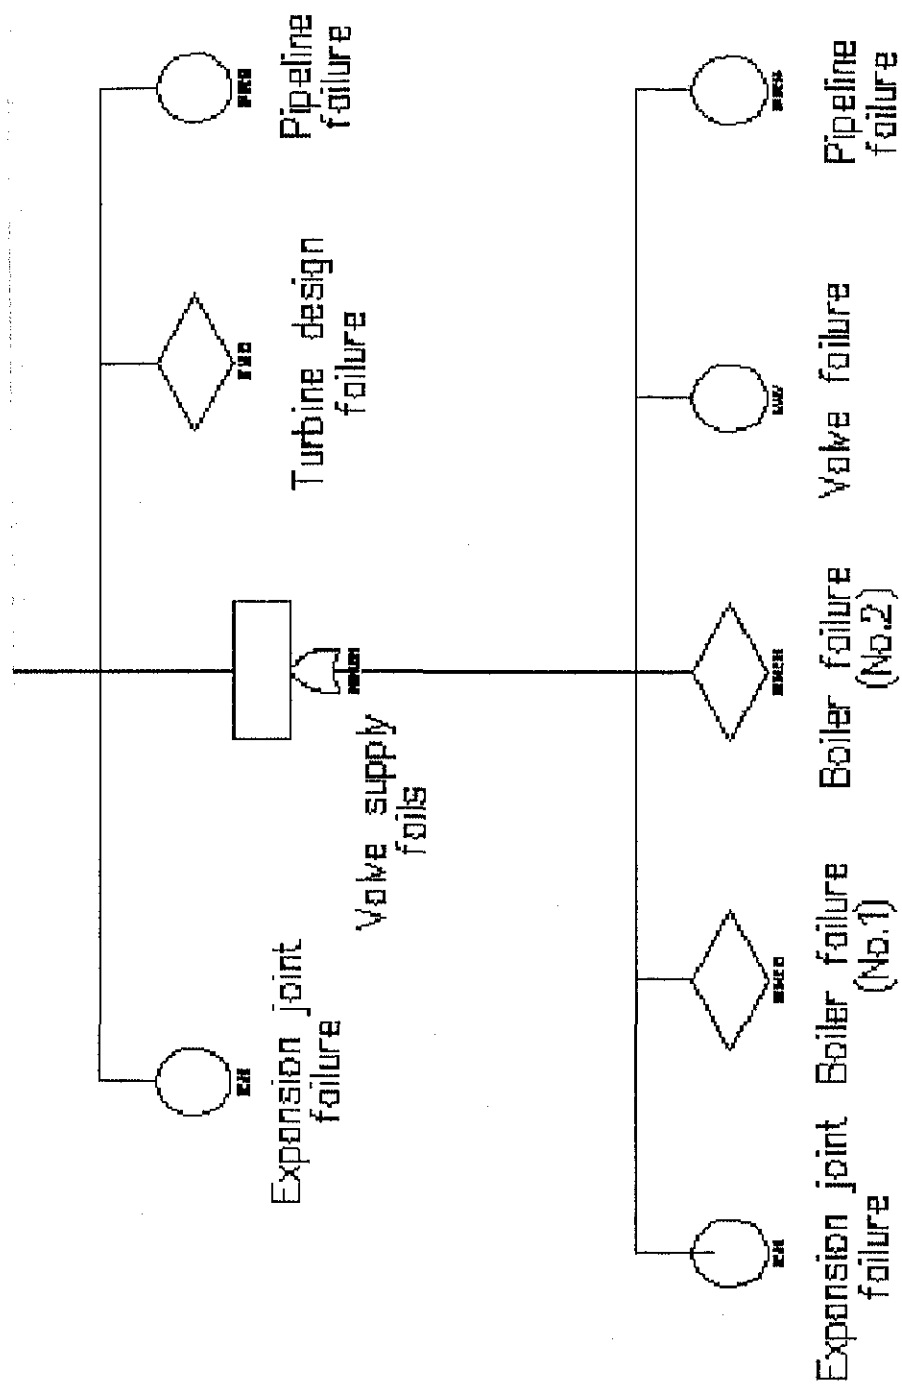 Expansion joint
failure
Valve supply
fails
Turbine design
failure
Pipeline
failure
Expansion joint
failure
Boiler failure
(No.1)
Boiler failure
(No.2)
Valve failure
Pipeline
failure